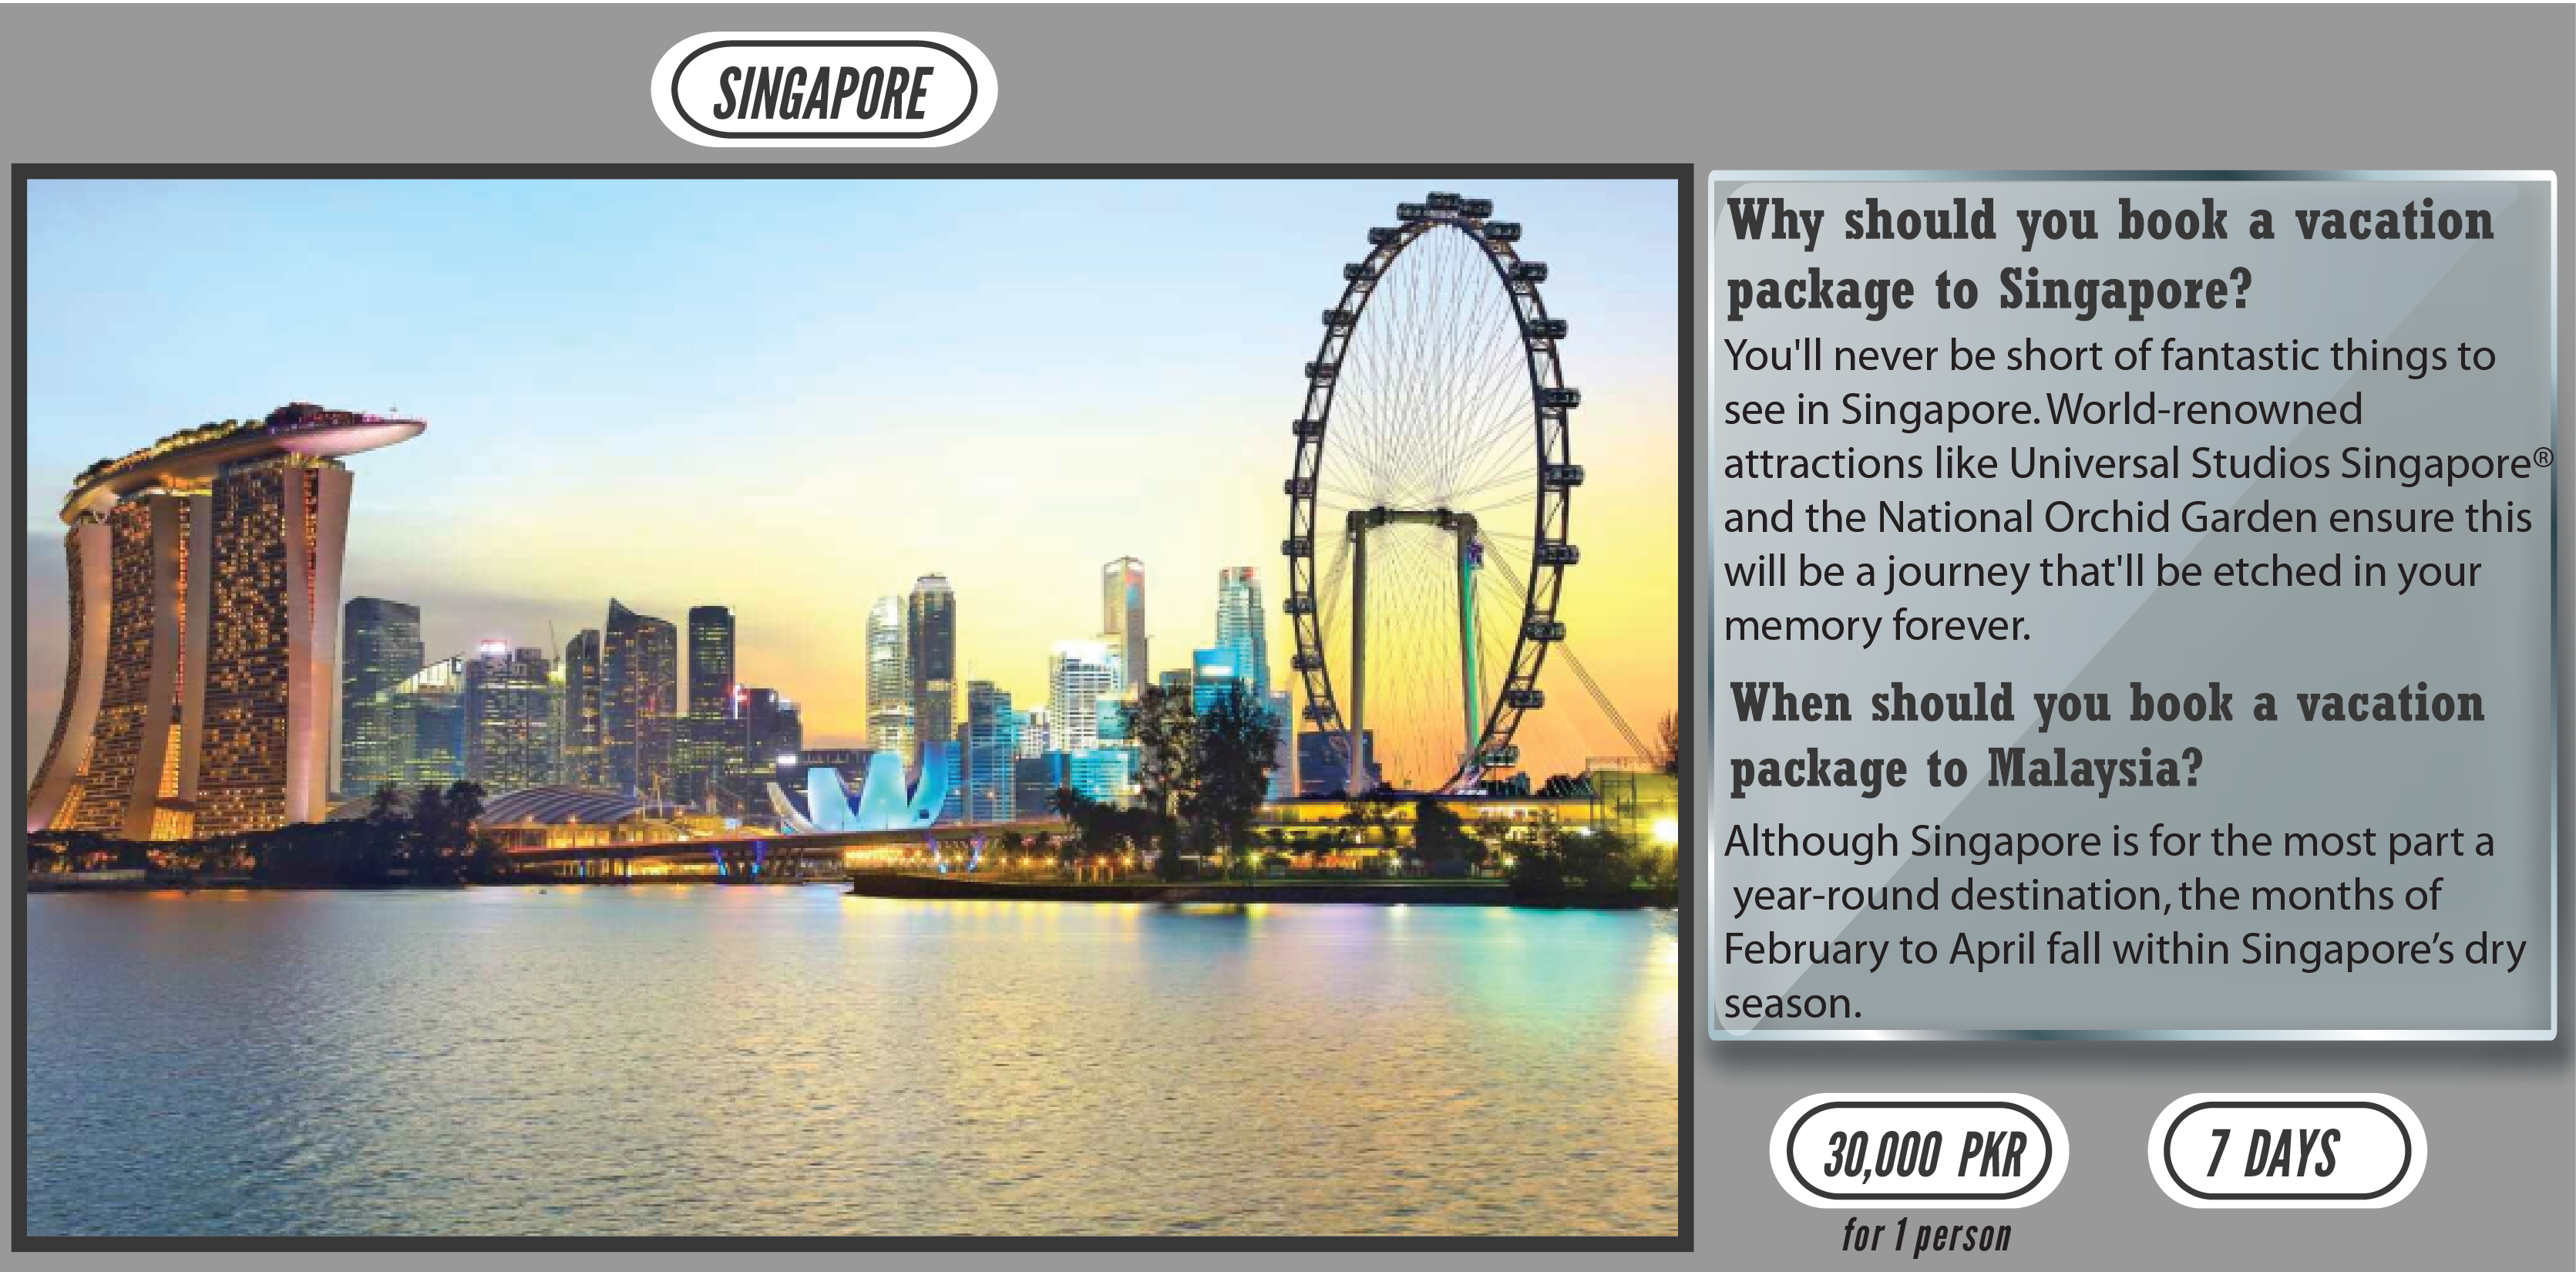 SINGAPORE
Why should you book a vacation
package to Singapore?
You'll never be short of fantastic things to
see in Singapore. World-renowned
attractions like Universal Studios Singapore®
and the National Orchid Garden ensure this
will be a journey that'll be etched in your
memory forever.
When should you book a vacation
package to Malaysia?
Although Singapore is for the most part a
year-round destination, the months of
February to April fall within Singapore’s dry
season.
30,000 PKR
7 DAYS
for 1 person